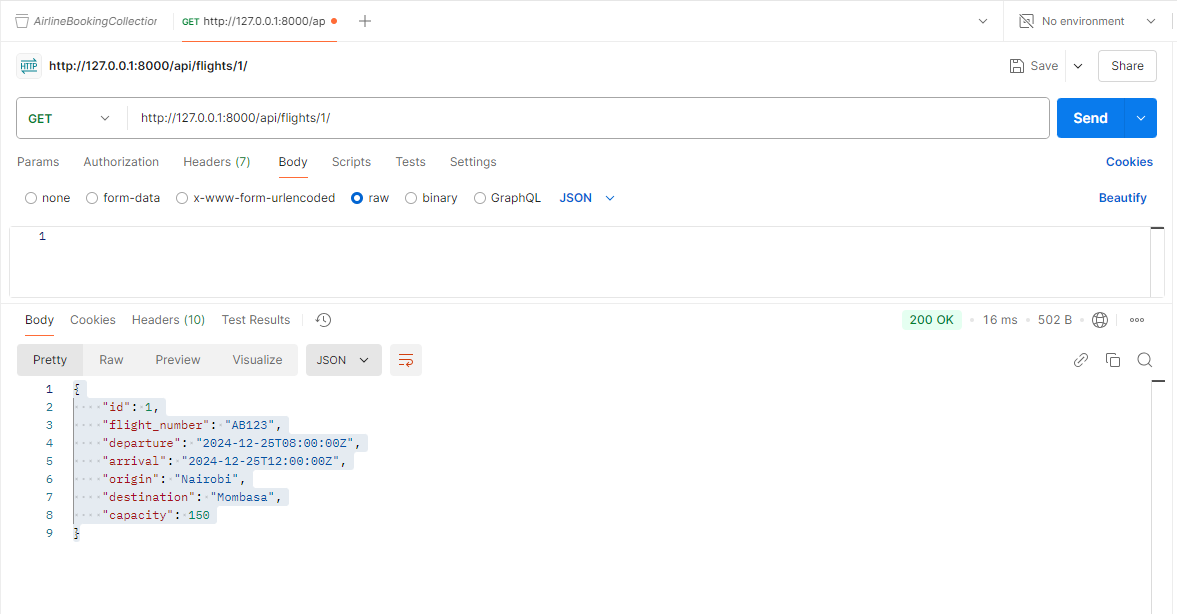 AirlineBookingCollection GET http://127.0.0.1:8000/ap No environment
HTTP http://127.0.0.1:8000/api/flights/1/ Save Share
GET http://127.0.0.1:8000/api/flights/1/ Send
Params Authorization Headers (7) Body Scripts Tests Settings Cookies
none form-data x-www-form-urlencoded raw binary GraphQL JSON Beautify
1
Body Cookies Headers (10) Test Results 200 OK 16 ms 502 B
Pretty Raw Preview Visualize JSON
1 {
2 "id": 1,
3 "flight_number": "AB123",
4 "departure": "2024-12-25T08:00:00Z",
5 "arrival": "2024-12-25T12:00:00Z",
6 "origin": "Nairobi",
7 "destination": "Mombasa",
8 "capacity": 150
9 }